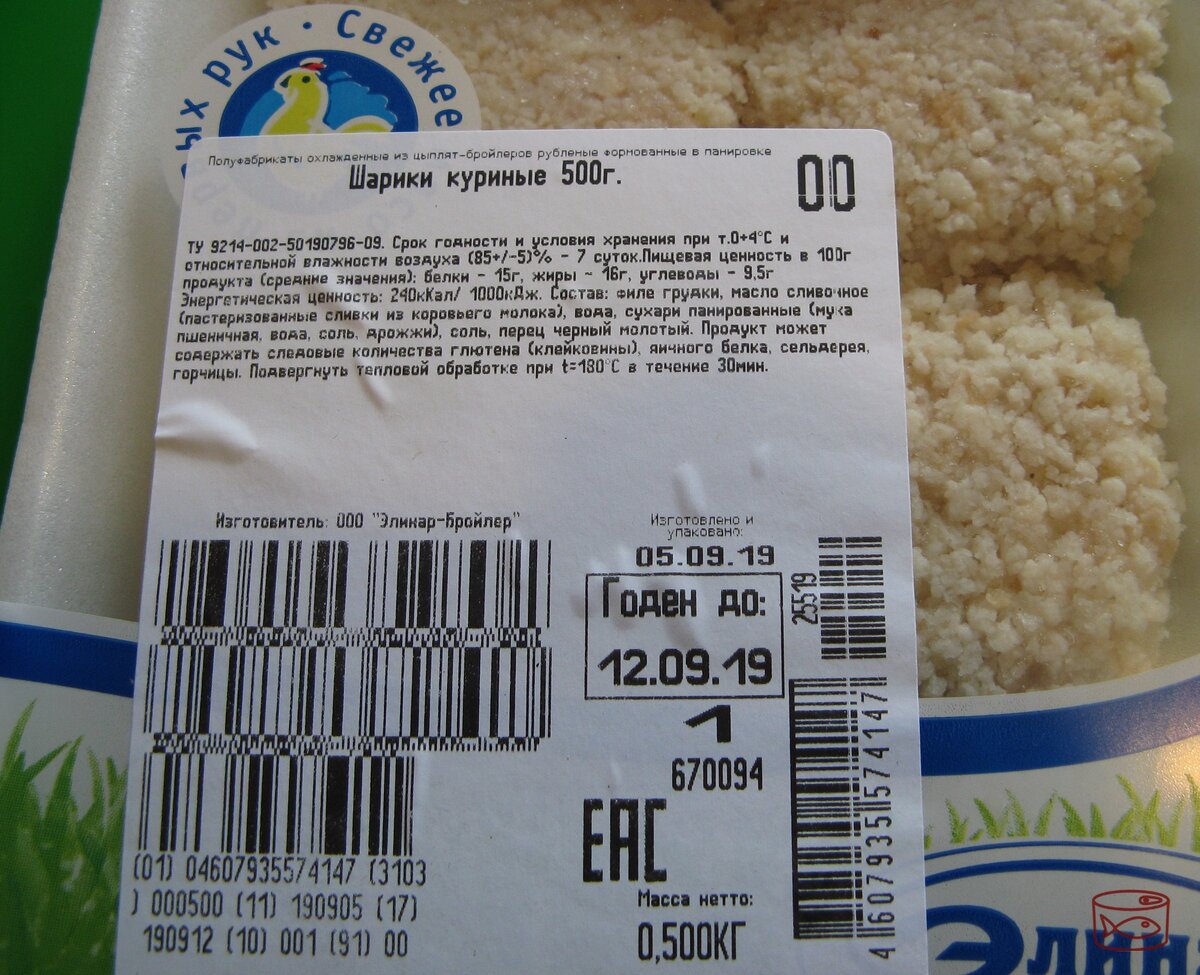 ых рук · Свежее
Полуфабрикаты охлажденные из цыплят-бройлеров рубленые формованные в панировке
Шарики куриные 500г.
00
ТУ 9214-002-50190796-09. Срок годности и условия хранения при т.0+4°С и
относительной влажности воздуха (85+/-5)% - 7 суток.Пищевая ценность в 100г
продукта (средние значения): белки - 15г, жиры - 16г, углеводы - 9,5г
Энергетическая ценность: 240кКал/ 1000кДж. Состав: филе грудки, масло сливочное
(пастеризованные сливки из коровьего молока), вода, сухари панированные (мука
пшеничная, вода, соль, дрожжи), соль, перец черный молотый. Продукт может
содержать следовые количества глютена (клейковины), яичного белка, сельдерея,
горчицы. Подвергнуть тепловой обработке при t=180°С в течение 30мин.
Изготовитель: ООО "Элинар-Бройлер"
Изготовлено и
упаковано:
05.09.19
Годен до:
12.09.19
1
670094
EAC
Масса нетто:
0,500КГ
25519
4 607935 574147
(01) 04607935574147 (3103
) 000500 (11) 190905 (17)
190912 (10) 001 (91) 00
Элина